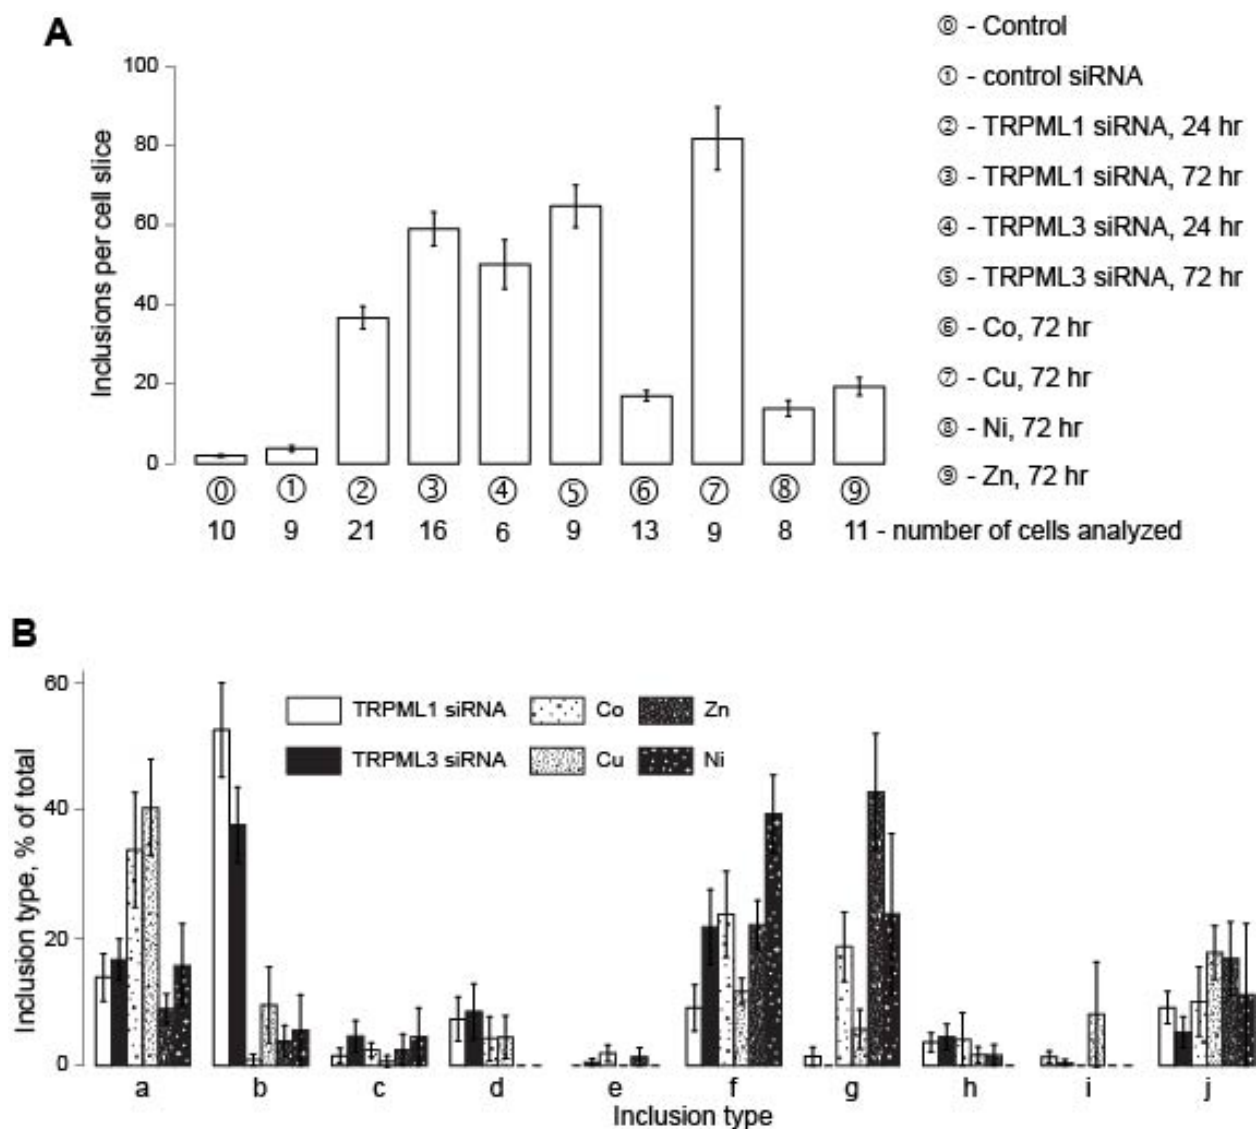 A
Inclusions per cell slice
100
80
60
40
20
0
⓪ ① ② ③ ④ ⑤ ⑥ ⑦ ⑧ ⑨
10 9 21 16 6 9 13 9 8 11 - number of cells analyzed
⓪ - Control
① - control siRNA
② - TRPML1 siRNA, 24 hr
③ - TRPML1 siRNA, 72 hr
④ - TRPML3 siRNA, 24 hr
⑤ - TRPML3 siRNA, 72 hr
⑥ - Co, 72 hr
⑦ - Cu, 72 hr
⑧ - Ni, 72 hr
⑨ - Zn, 72 hr
B
Inclusion type, % of total
60
40
20
0
TRPML1 siRNA Co Zn
TRPML3 siRNA Cu Ni
a b c d e f g h i j
Inclusion type